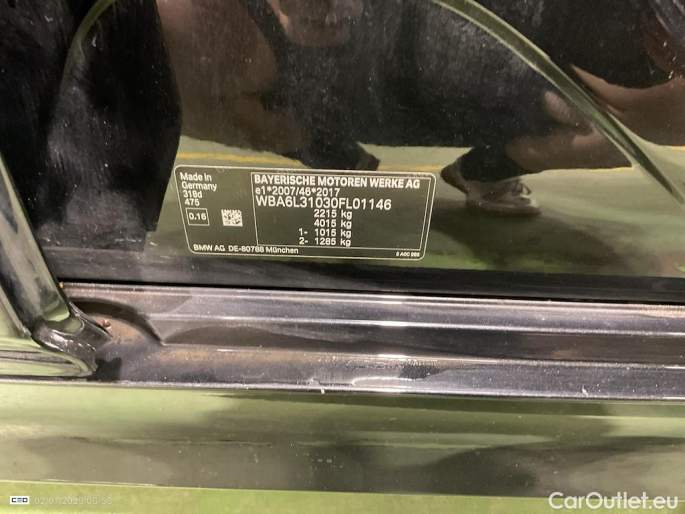 Made in
Germany
318d
475
0.16
BAYERISCHE MOTOREN WERKE AG
e1*2007/46*2017
WBA6L31030FL01146
2215 kg
4015 kg
1- 1015 kg
2- 1285 kg
BMW AG DE-80788 München
CarOutlet.eu